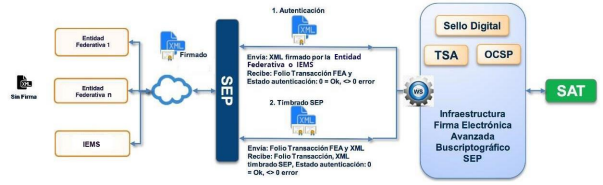 1. Autenticación
XML
Envía: XML firmado por la Entidad
Federativa o IEMS
Recibe: Folio Transacción FEA y
Estado autenticación: 0 = Ok, <> 0 error
2. Timbrado SEP
XML
Envía: Folio Transacción FEA y XML
Recibe: Folio Transacción, XML
timbrado SEP, Estado autenticación: 0
= Ok, <> 0 error
XML
Sin Firma
Entidad
Federativa 1
Entidad
Federativa n
IEMS
XML
Firmado
SEP
WS
Sello Digital
TSA
OCSP
Infraestructura
Firma Electrónica
Avanzada
Buscriptográfico
SEP
SAT